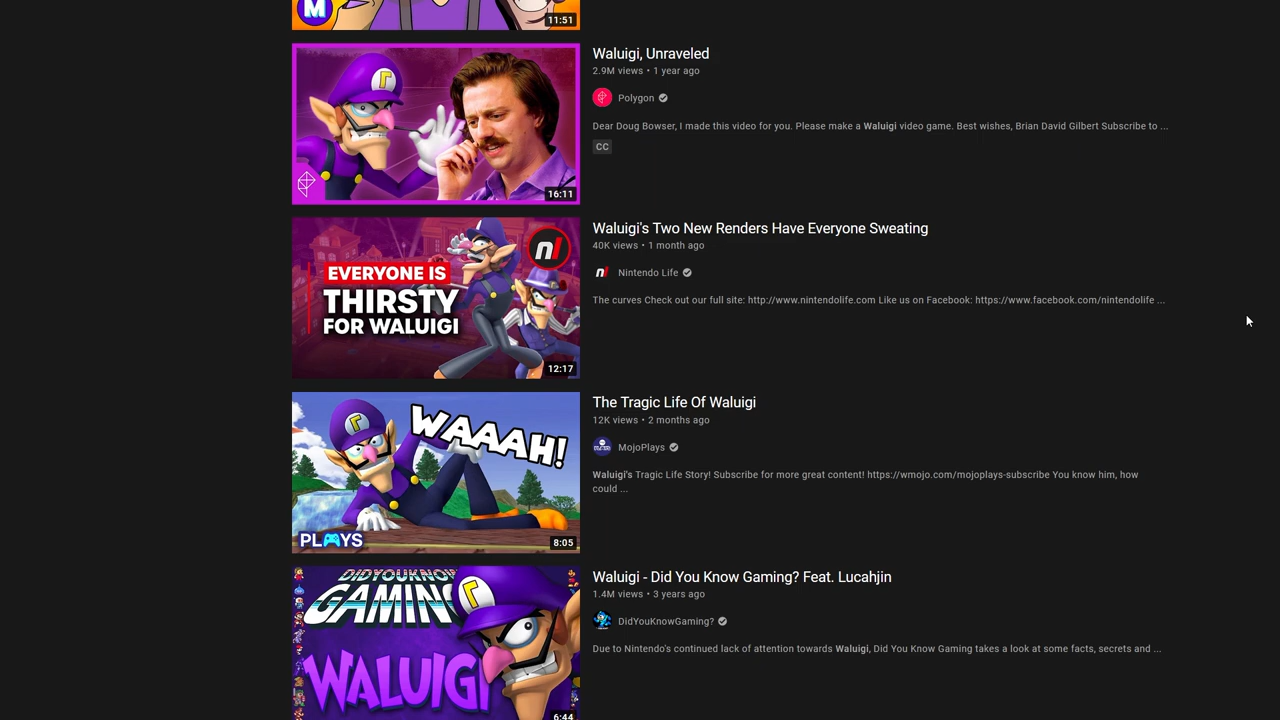 M
11:51
Waluigi, Unraveled
2.9M views • 1 year ago
Polygon
Dear Doug Bowser, I made this video for you. Please make a Waluigi video game. Best wishes, Brian David Gilbert Subscribe to ...
CC
16:11
Waluigi's Two New Renders Have Everyone Sweating
40K views • 1 month ago
nl
Nintendo Life
EVERYONE IS
THIRSTY
FOR WALUIGI
nl
The curves Check out our full site: http://www.nintendolife.com Like us on Facebook: https://www.facebook.com/nintendolife ...
12:17
The Tragic Life Of Waluigi
12K views • 2 months ago
WAAAH!
MojoPlays
Waluigi's Tragic Life Story! Subscribe for more great content! https://wmojo.com/mojoplays-subscribe You know him, how
could ...
PLAYS
8:05
Waluigi - Did You Know Gaming? Feat. Lucahjin
1.4M views • 3 years ago
DIDYOUKNOW
GAMING
DidYouKnowGaming?
Due to Nintendo's continued lack of attention towards Waluigi, Did You Know Gaming takes a look at some facts, secrets and ...
WALUIGI
6:44